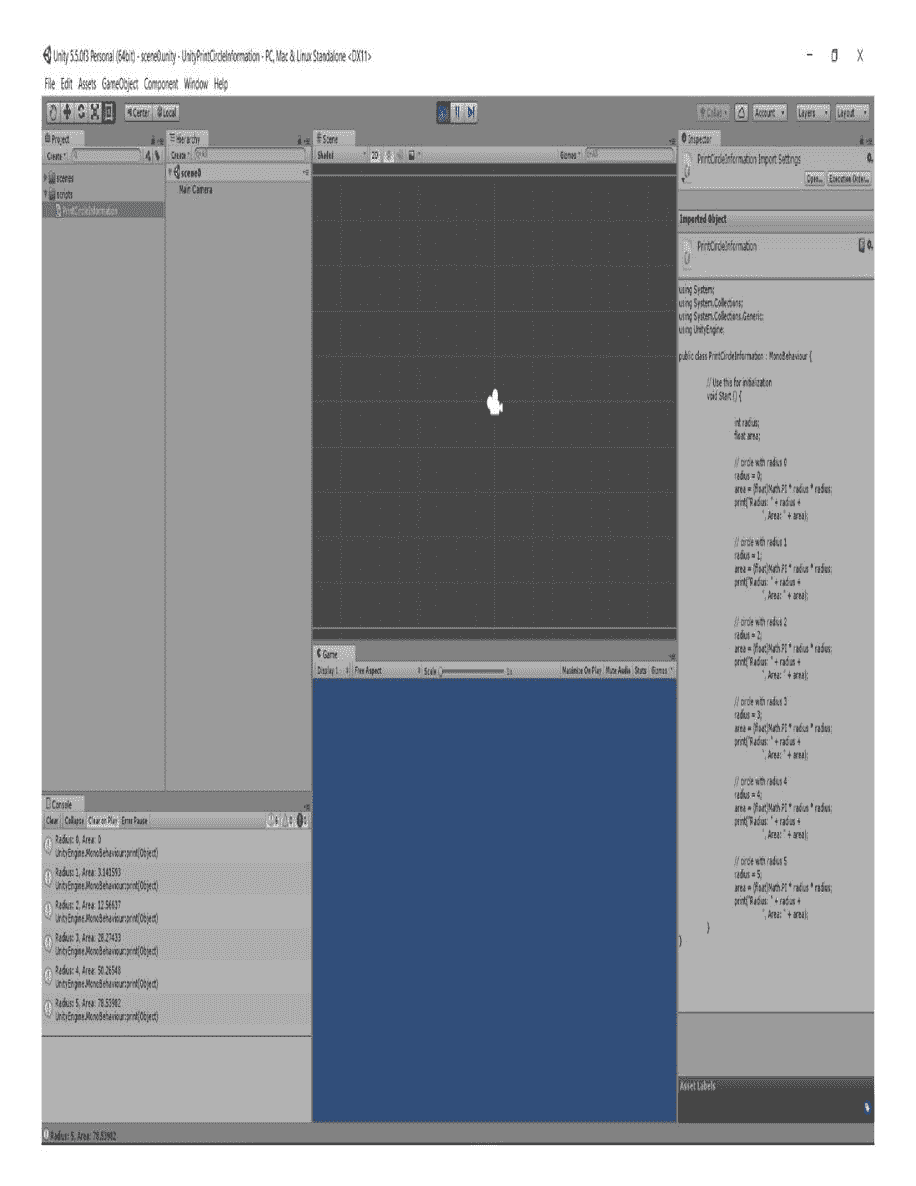 Unity 5.5.0f3 Personal (64bit) - scene0.unity - UnityPrintCircleInformation - PC, Mac & Linux Standalone <DX11>
File Edit Assets GameObject Component Window Help
Center Local
Collab Account Layers Layout
Project
Create
scenes
scripts
PrintCircleInformation
Hierarchy
Create All
scene0
Main Camera
Scene
Shaded 2D Gizmos All
Game
Display 1 Free Aspect Scale 1x Maximize On Play Mute Audio Stats Gizmos
Console
Clear Collapse Clear on Play Error Pause 6 0 0
Radius: 0, Area: 0
UnityEngine.MonoBehaviour:print(Object)
Radius: 1, Area: 3.141593
UnityEngine.MonoBehaviour:print(Object)
Radius: 2, Area: 12.56637
UnityEngine.MonoBehaviour:print(Object)
Radius: 3, Area: 28.27433
UnityEngine.MonoBehaviour:print(Object)
Radius: 4, Area: 50.26548
UnityEngine.MonoBehaviour:print(Object)
Radius: 5, Area: 78.53982
UnityEngine.MonoBehaviour:print(Object)
Inspector
PrintCircleInformation Import Settings
Open... Execution Order...
Imported Object
PrintCircleInformation
using System;
using System.Collections;
using System.Collections.Generic;
using UnityEngine;
public class PrintCircleInformation : MonoBehaviour {
// Use this for initialization
void Start () {
int radius;
float area;
// circle with radius 0
radius = 0;
area = (float)Math.PI * radius * radius;
print("Radius: " + radius +
", Area: " + area);
// circle with radius 1
radius = 1;
area = (float)Math.PI * radius * radius;
print("Radius: " + radius +
", Area: " + area);
// circle with radius 2
radius = 2;
area = (float)Math.PI * radius * radius;
print("Radius: " + radius +
", Area: " + area);
// circle with radius 3
radius = 3;
area = (float)Math.PI * radius * radius;
print("Radius: " + radius +
", Area: " + area);
// circle with radius 4
radius = 4;
area = (float)Math.PI * radius * radius;
print("Radius: " + radius +
", Area: " + area);
// circle with radius 5
radius = 5;
area = (float)Math.PI * radius * radius;
print("Radius: " + radius +
", Area: " + area);
}
}
Asset Labels
Radius: 5, Area: 78.53982